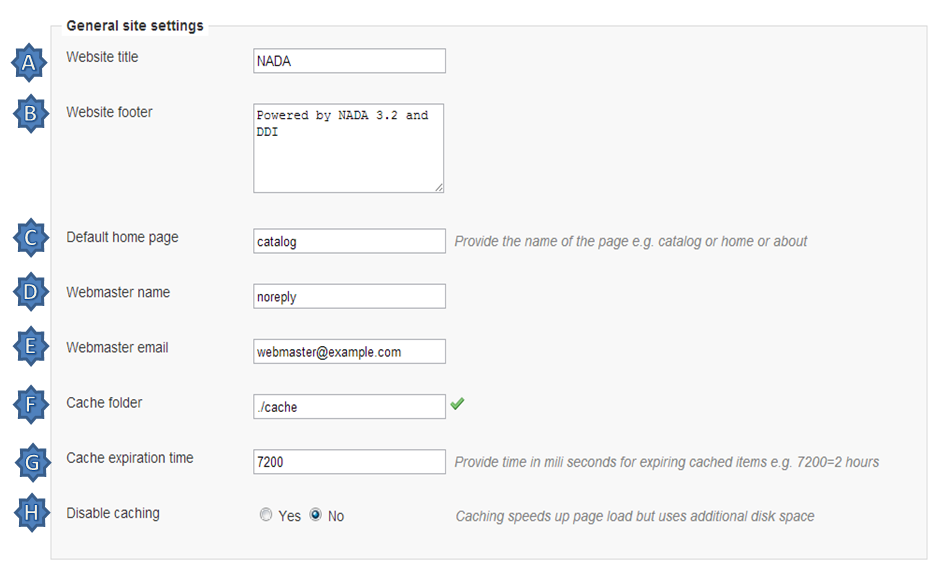 General site settings
A Website title NADA
B Website footer Powered by NADA 3.2 and
DDI
C Default home page catalog Provide the name of the page e.g. catalog or home or about
D Webmaster name noreply
E Webmaster email webmaster@example.com
F Cache folder ./cache
G Cache expiration time 7200 Provide time in mili seconds for expiring cached items e.g. 7200=2 hours
H Disable caching Yes No Caching speeds up page load but uses additional disk space